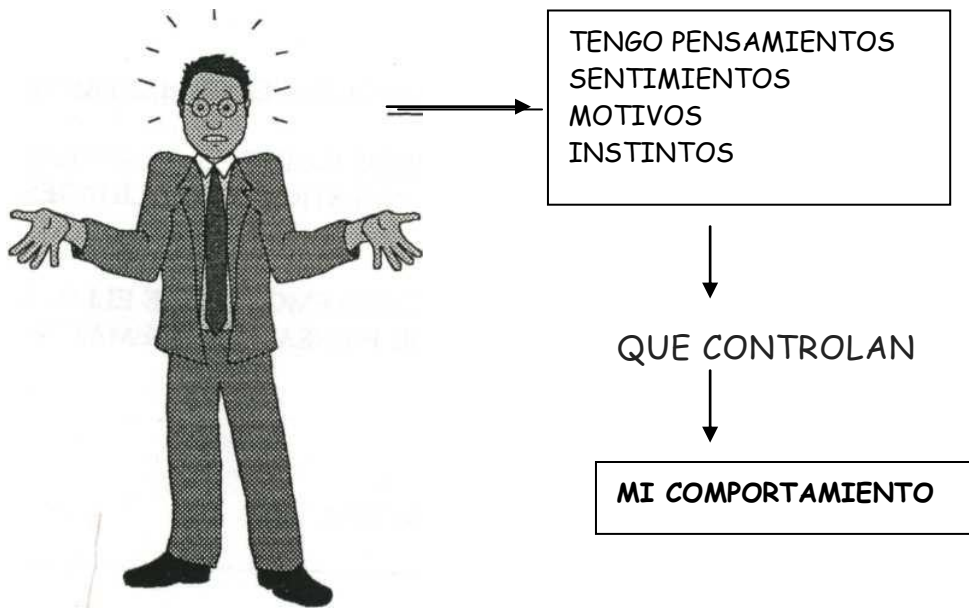 TENGO PENSAMIENTOS
SENTIMIENTOS
MOTIVOS
INSTINTOS
QUE CONTROLAN
MI COMPORTAMIENTO